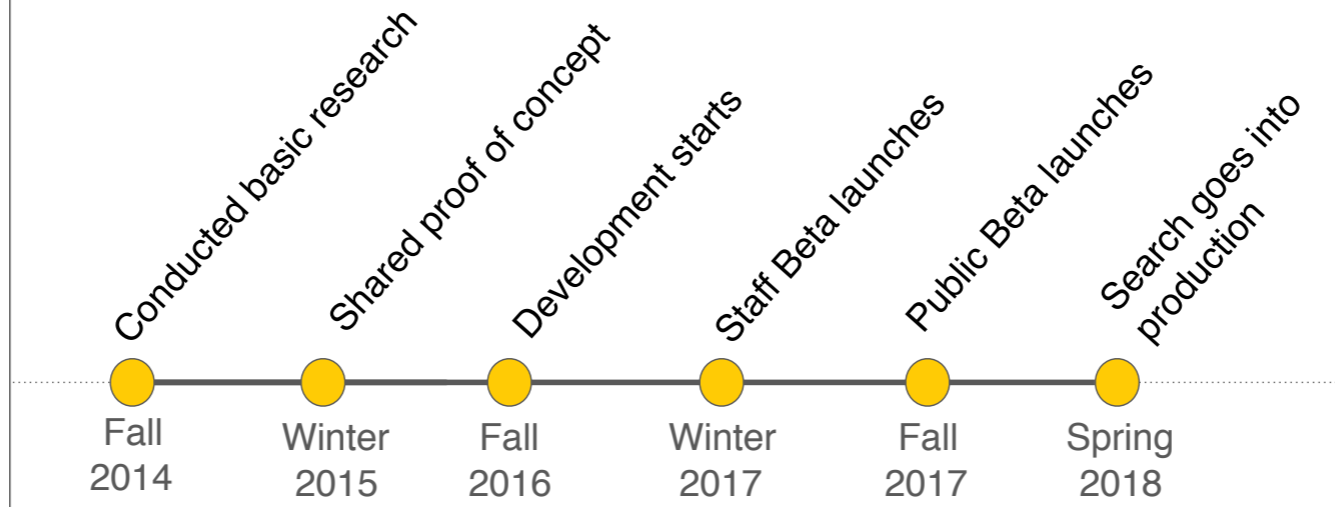 Conducted basic research
Shared proof of concept
Development starts
Staff Beta launches
Public Beta launches
Search goes into
production
Fall
2014
Winter
2015
Fall
2016
Winter
2017
Fall
2017
Spring
2018